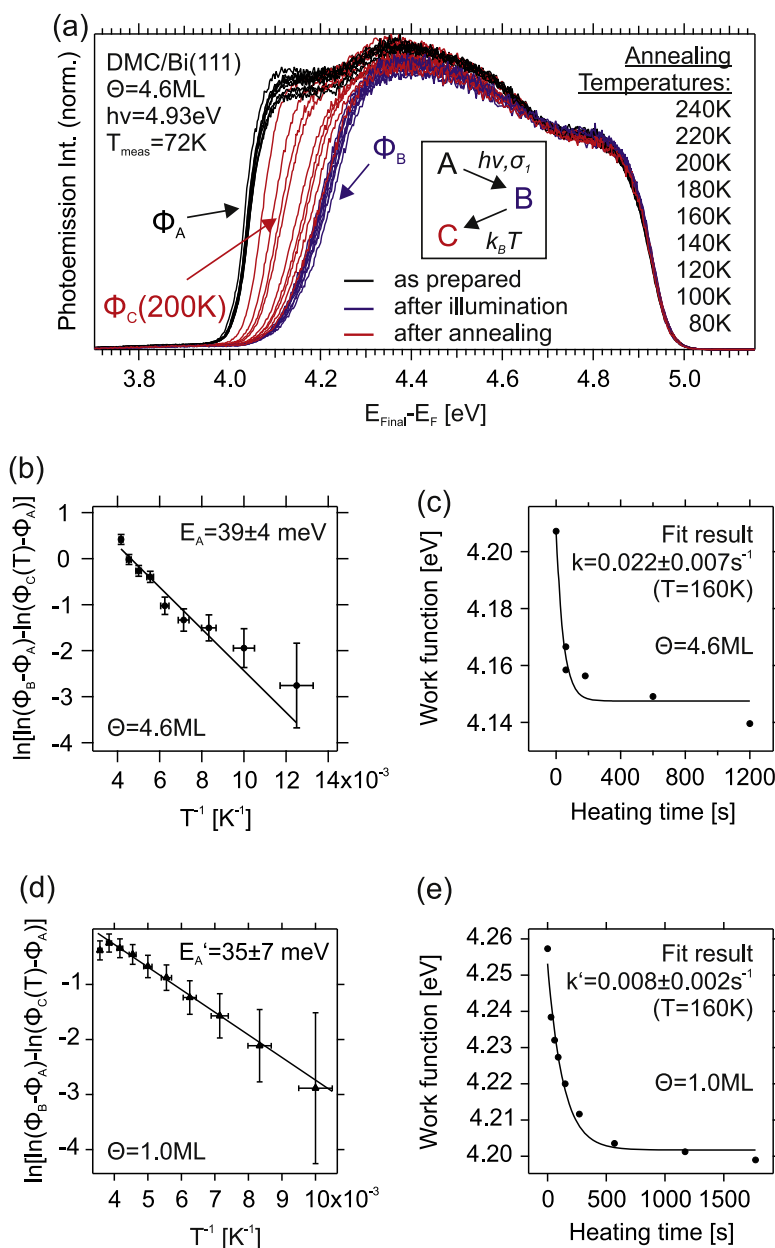 (a)
DMC/Bi(111)
Θ=4.6ML
hν=4.93eV
T_meas=72K
Annealing
Temperatures:
240K
220K
200K
180K
160K
140K
120K
100K
80K
Φ_A
Φ_B
Φ_C(200K)
A hν,σ_1
B
C k_BT
as prepared
after illumination
after annealing
Photoemission Int. (norm.)
3.8 4.0 4.2 4.4 4.6 4.8 5.0
E_Final-E_F [eV]
(b)
E_A=39±4 meV
Θ=4.6ML
ln[ln(Φ_B-Φ_A)-ln(Φ_C(T)-Φ_A)]
1
0
-1
-2
-3
-4
4 6 8 10 12 14x10⁻³
T⁻¹ [K⁻¹]
(c)
Fit result
k=0.022±0.007s⁻¹
(T=160K)
Θ=4.6ML
Work function [eV]
4.20
4.18
4.16
4.14
0 400 800 1200
Heating time [s]
(d)
E_A‘=35±7 meV
Θ=1.0ML
ln[ln(Φ_B-Φ_A)-ln(Φ_C(T)-Φ_A)]
-1
-2
-3
-4
4 5 6 7 8 9 10x10⁻³
T⁻¹ [K⁻¹]
(e)
Fit result
k‘=0.008±0.002s⁻¹
(T=160K)
Θ=1.0ML
Work function [eV]
4.26
4.25
4.24
4.23
4.22
4.21
4.20
0 500 1000 1500
Heating time [s]